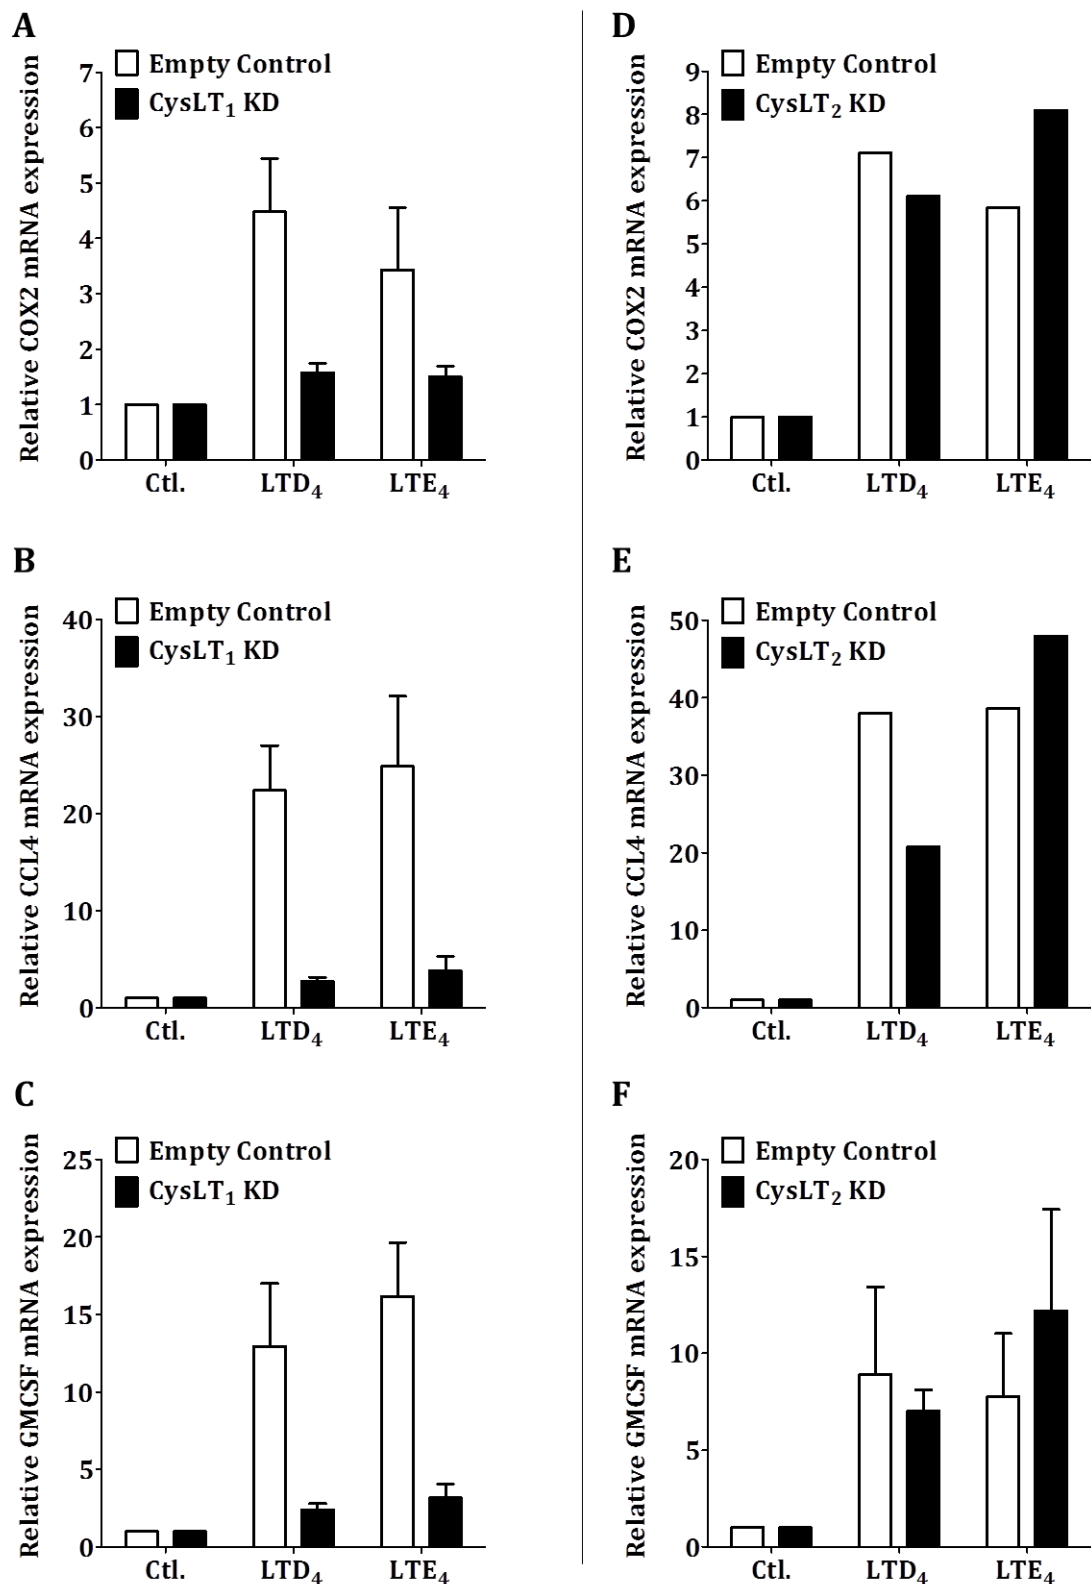 A
Relative COX2 mRNA expression
Empty Control
CysLT₁ KD
7
6
5
4
3
2
1
0
Ctl.
LTD₄
LTE₄
D
Relative COX2 mRNA expression
Empty Control
CysLT₂ KD
9
8
7
6
5
4
3
2
1
0
Ctl.
LTD₄
LTE₄
B
Relative CCL4 mRNA expression
Empty Control
CysLT₁ KD
40
30
20
10
0
Ctl.
LTD₄
LTE₄
E
Relative CCL4 mRNA expression
Empty Control
CysLT₂ KD
50
40
30
20
10
0
Ctl.
LTD₄
LTE₄
C
Relative GMCSF mRNA expression
Empty Control
CysLT₁ KD
25
20
15
10
5
0
Ctl.
LTD₄
LTE₄
F
Relative GMCSF mRNA expression
Empty Control
CysLT₂ KD
20
15
10
5
0
Ctl.
LTD₄
LTE₄